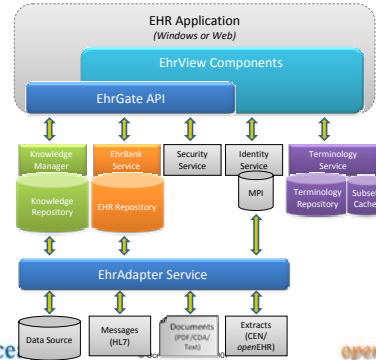 EHR Application
(Windows or Web)
EhrView Components
EhrGate API
Knowledge
Manager
EhrBank
Service
Security
Service
Identity
Service
Terminology
Service
Knowledge
Repository
EHR Repository
MPI
Terminology
Repository
Subset
Cache
EhrAdapter Service
Data Source
Messages
(HL7)
Documents
(PDF/CDA/
Text)
Extracts
(CEN/
openEHR)